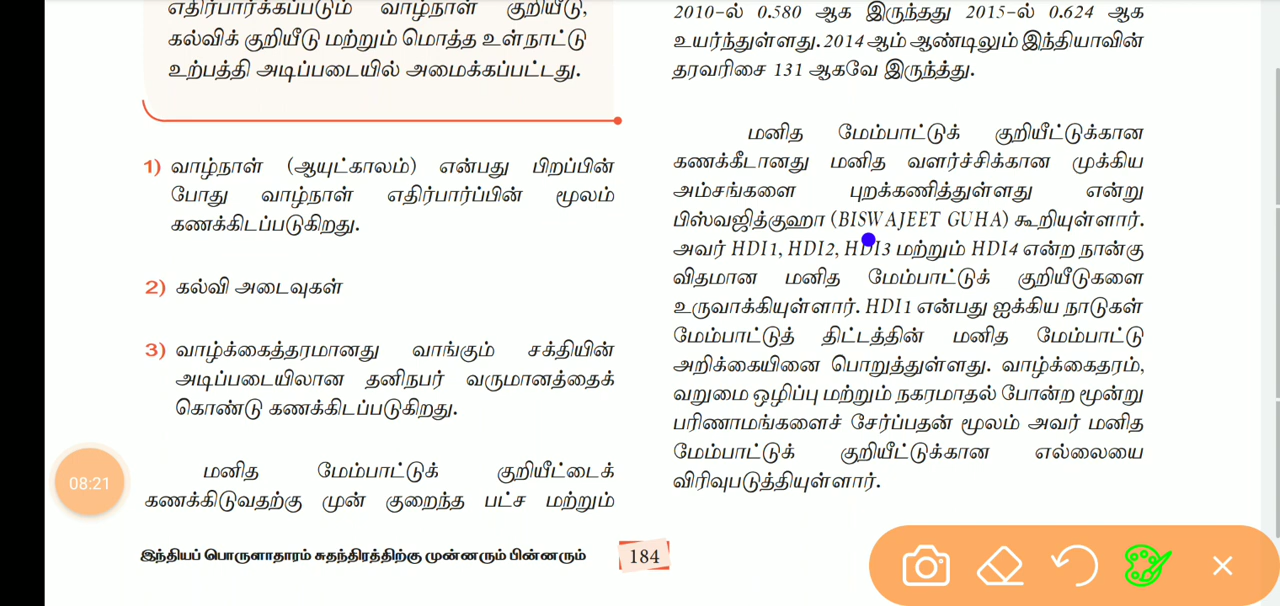 எதிர்பார்க்கப்படும் வாழ்நாள் குறியீடு,
கல்விக் குறியீடு மற்றும் மொத்த உள்நாட்டு
உற்பத்தி அடிப்படையில் அமைக்கப்பட்டது.
1) வாழ்நாள் (ஆயுட்காலம்) என்பது பிறப்பின்
போது வாழ்நாள் எதிர்பார்ப்பின் மூலம்
கணக்கிடப்படுகிறது.
2) கல்வி அடைவுகள்
3) வாழ்க்கைத்தரமானது வாங்கும் சக்தியின்
அடிப்படையிலான தனிநபர் வருமானத்தைக்
கொண்டு கணக்கிடப்படுகிறது.
மனித மேம்பாட்டுக் குறியீட்டைக்
கணக்கிடுவதற்கு முன் குறைந்த பட்ச மற்றும்
2010-ல் 0.580 ஆக இருந்தது 2015-ல் 0.624 ஆக
உயர்ந்துள்ளது. 2014 ஆம் ஆண்டிலும் இந்தியாவின்
தரவரிசை 131 ஆகவே இருந்த்து.
மனித மேம்பாட்டுக் குறியீட்டுக்கான
கணக்கீடானது மனித வளர்ச்சிக்கான முக்கிய
அம்சங்களை புறக்கணித்துள்ளது என்று
பிஸ்வஜித்குஹா (BISWAJEET GUHA) கூறியுள்ளார்.
அவர் HDI1, HDI2, HDI3 மற்றும் HDI4 என்ற நான்கு
விதமான மனித மேம்பாட்டுக் குறியீடுகளை
உருவாக்கியுள்ளார். HDI1 என்பது ஐக்கிய நாடுகள்
மேம்பாட்டுத் திட்டத்தின் மனித மேம்பாட்டு
அறிக்கையினை பொறுத்துள்ளது. வாழ்க்கைதரம்,
வறுமை ஒழிப்பு மற்றும் நகரமாதல் போன்ற மூன்று
பரிணாமங்களைச் சேர்ப்பதன் மூலம் அவர் மனித
மேம்பாட்டுக் குறியீட்டுக்கான எல்லையை
விரிவுபடுத்தியுள்ளார்.
08:21
இந்தியப் பொருளாதாரம் சுதந்திரத்திற்கு முன்னரும் பின்னரும் 184